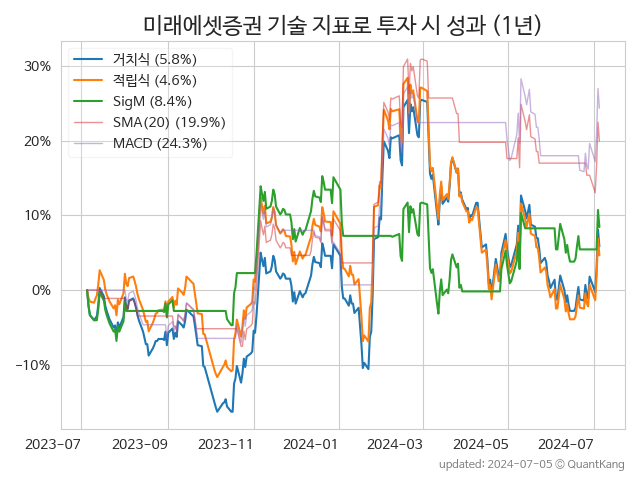 미래에셋증권 기술 지표로 투자 시 성과 (1년)
거치식 (5.8%)
적립식 (4.6%)
SigM (8.4%)
SMA(20) (19.9%)
MACD (24.3%)
30%
20%
10%
0%
−10%
2023-07 2023-09 2023-11 2024-01 2024-03 2024-05 2024-07
updated: 2024-07-05 © QuantKang